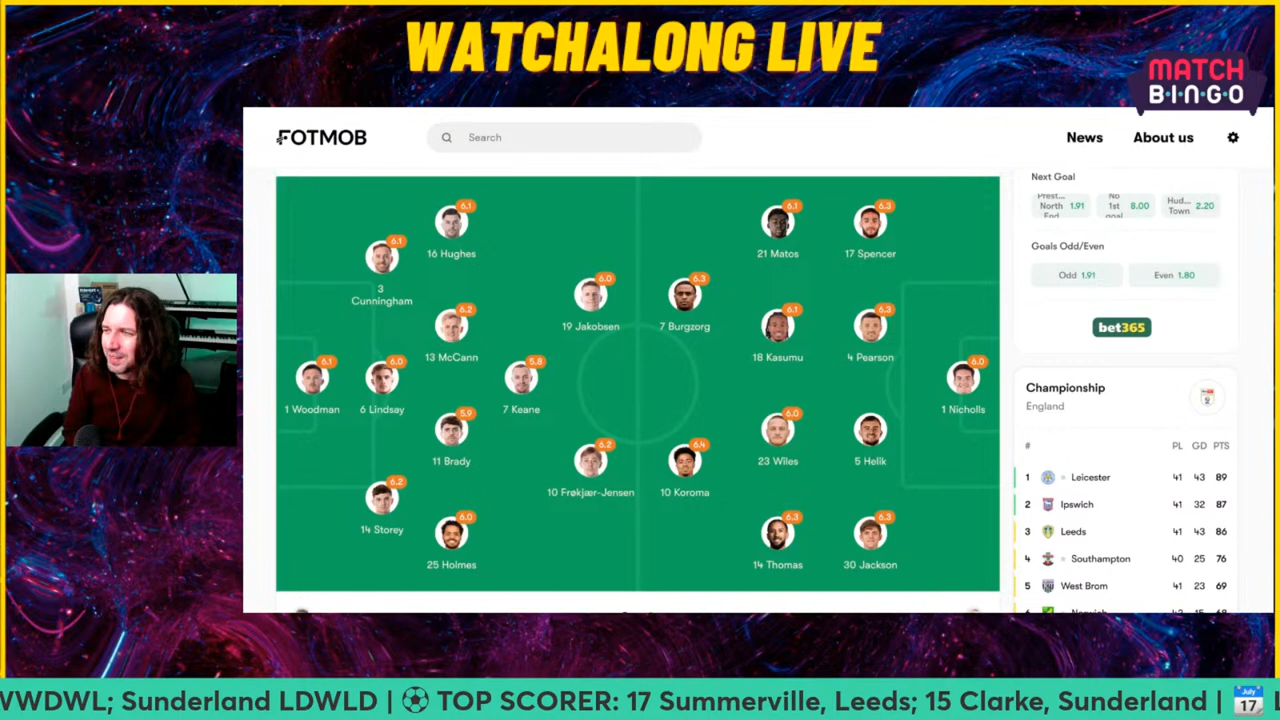 WATCHALONG LIVE
MATCH
B·I·N·G·O
FOTMOB
Search
News
About us
6.1
16 Hughes
6.1
3
Cunningham
6.2
13 McCann
6.1
1 Woodman
6.0
6 Lindsay
5.8
7 Keane
5.9
11 Brady
6.2
14 Storey
6.0
25 Holmes
6.0
19 Jakobsen
6.2
10 Frøkjær-Jensen
6.3
7 Burgzorg
6.4
10 Koroma
6.1
21 Matos
6.3
17 Spencer
6.1
18 Kasumu
6.3
4 Pearson
6.0
1 Nicholls
6.0
23 Wiles
5 Helik
6.3
14 Thomas
6.3
30 Jackson
Next Goal
Prest... North End 1.91
No 1st goal 8.00
Hud... Town 2.20
Goals Odd/Even
Odd 1.91
Even 1.80
bet365
Championship
England
# PL GD PTS
1 Leicester 41 43 89
2 Ipswich 41 32 87
3 Leeds 41 43 86
4 Southampton 40 25 76
5 West Brom 41 23 69
WWDWL; Sunderland LDWLD | ⚽ TOP SCORER: 17 Summerville, Leeds; 15 Clarke, Sunderland | July 17